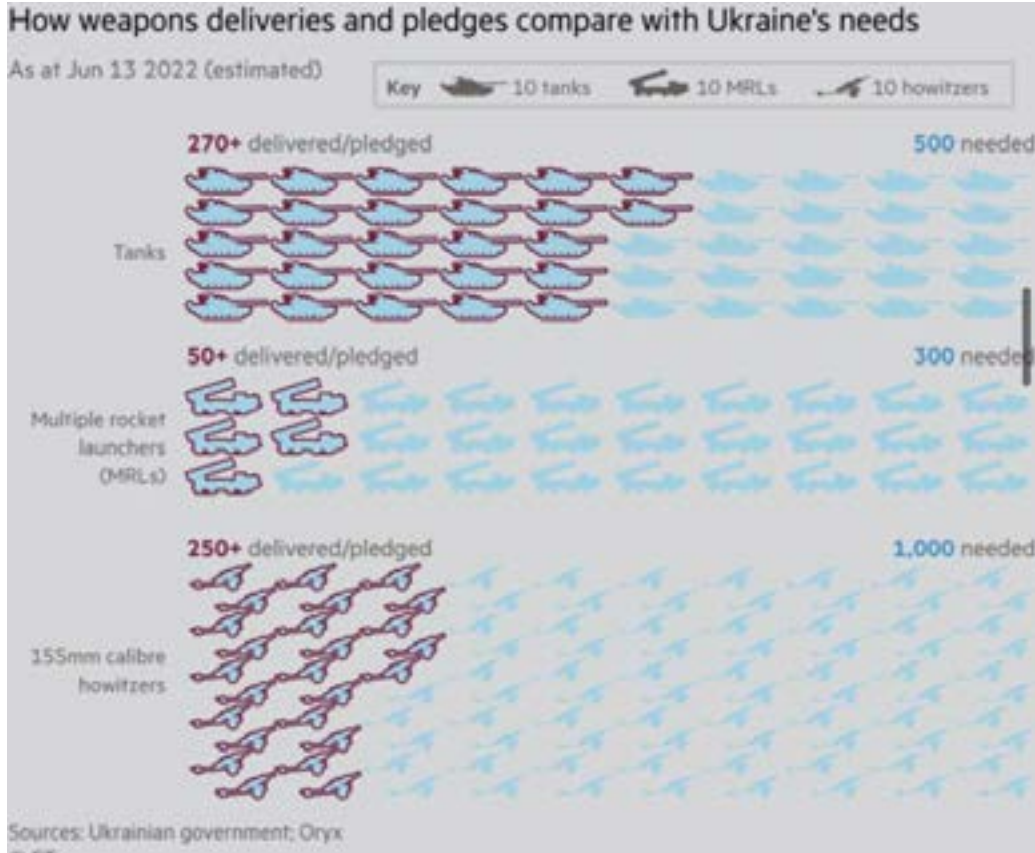 How weapons deliveries and pledges compare with Ukraine's needs
As at Jun 13 2022 (estimated)
Key 10 tanks 10 MRLs 10 howitzers
270+ delivered/pledged 500 needed
Tanks
50+ delivered/pledged 300 needed
Multiple rocket
launchers
(MRLs)
250+ delivered/pledged 1,000 needed
155mm calibre
howitzers
Sources: Ukrainian government; Oryx